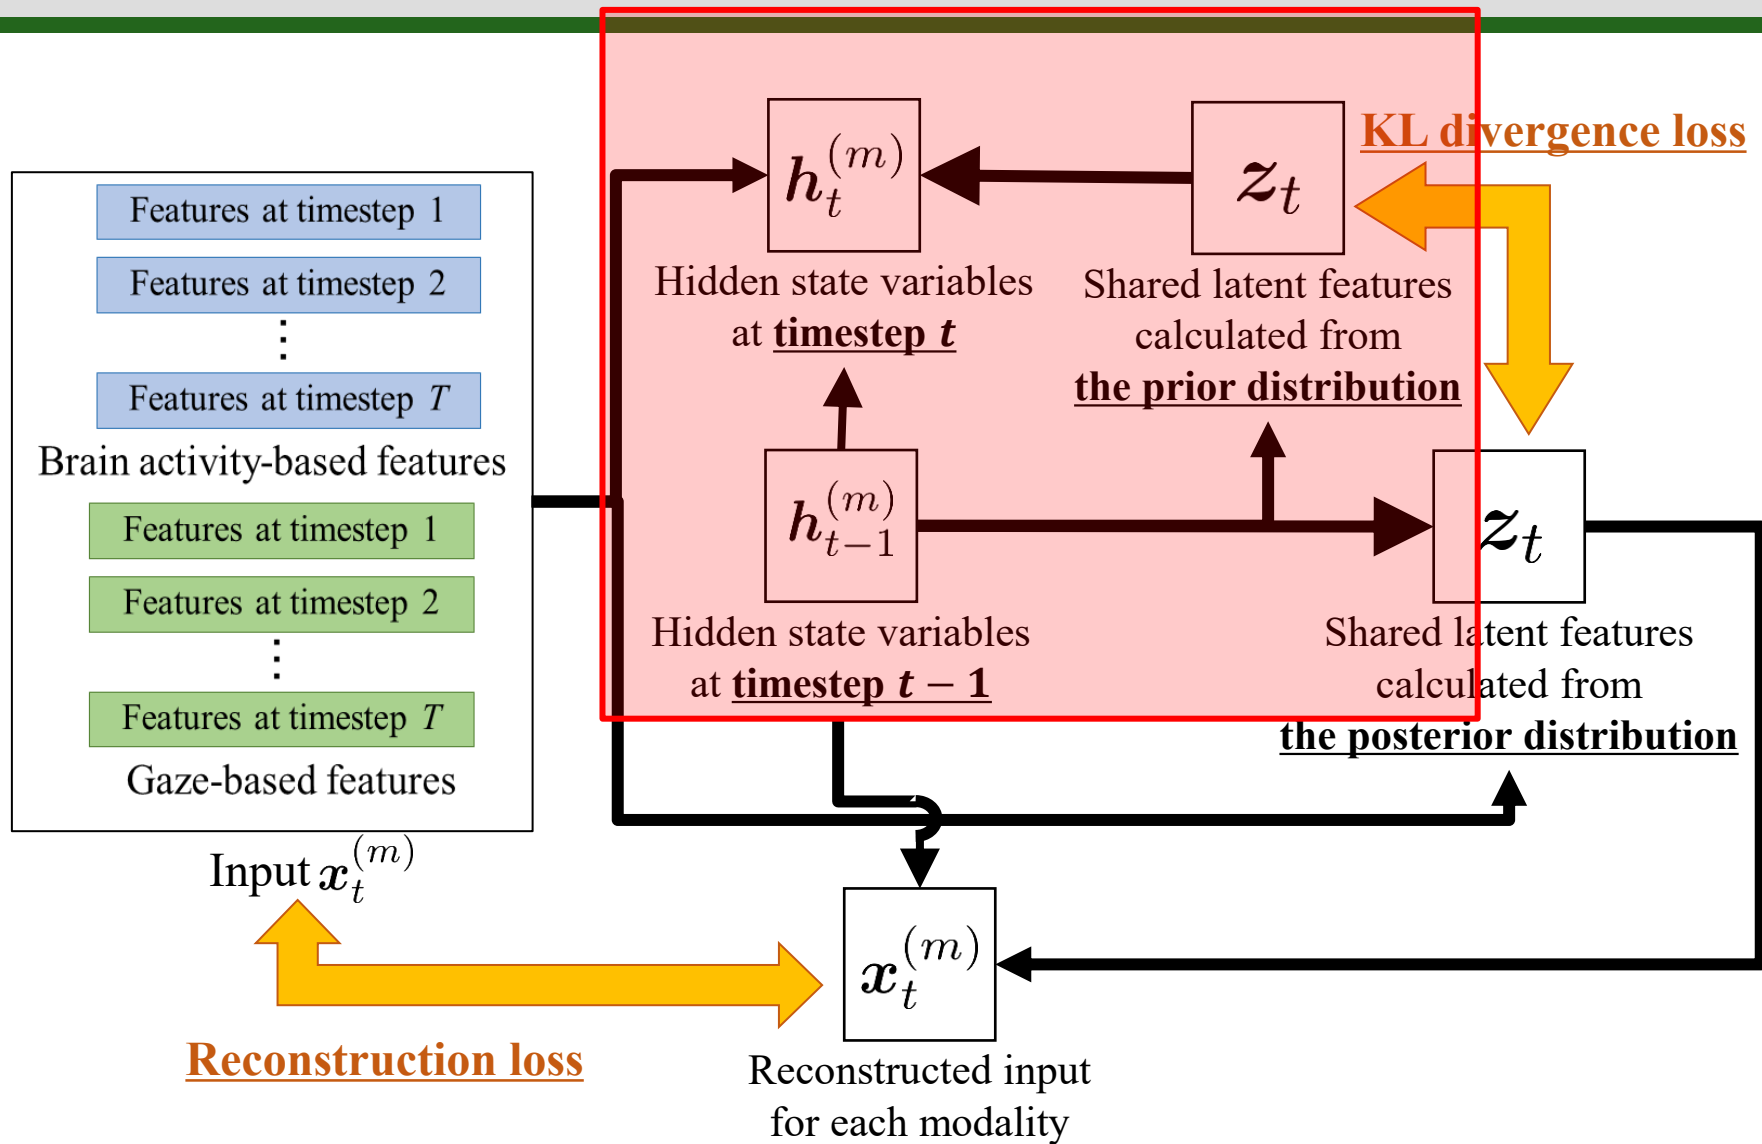 Features at timestep 1
Features at timestep 2
⋮
Features at timestep T
Brain activity-based features
Features at timestep 1
Features at timestep 2
⋮
Features at timestep T
Gaze-based features
Input x_t^{(m)}
Reconstruction loss
h_t^{(m)}
Hidden state variables
at timestep t
z_t
Shared latent features
calculated from
the prior distribution
KL divergence loss
h_{t-1}^{(m)}
Hidden state variables
at timestep t − 1
z_t
Shared latent features
calculated from
the posterior distribution
x_t^{(m)}
Reconstructed input
for each modality